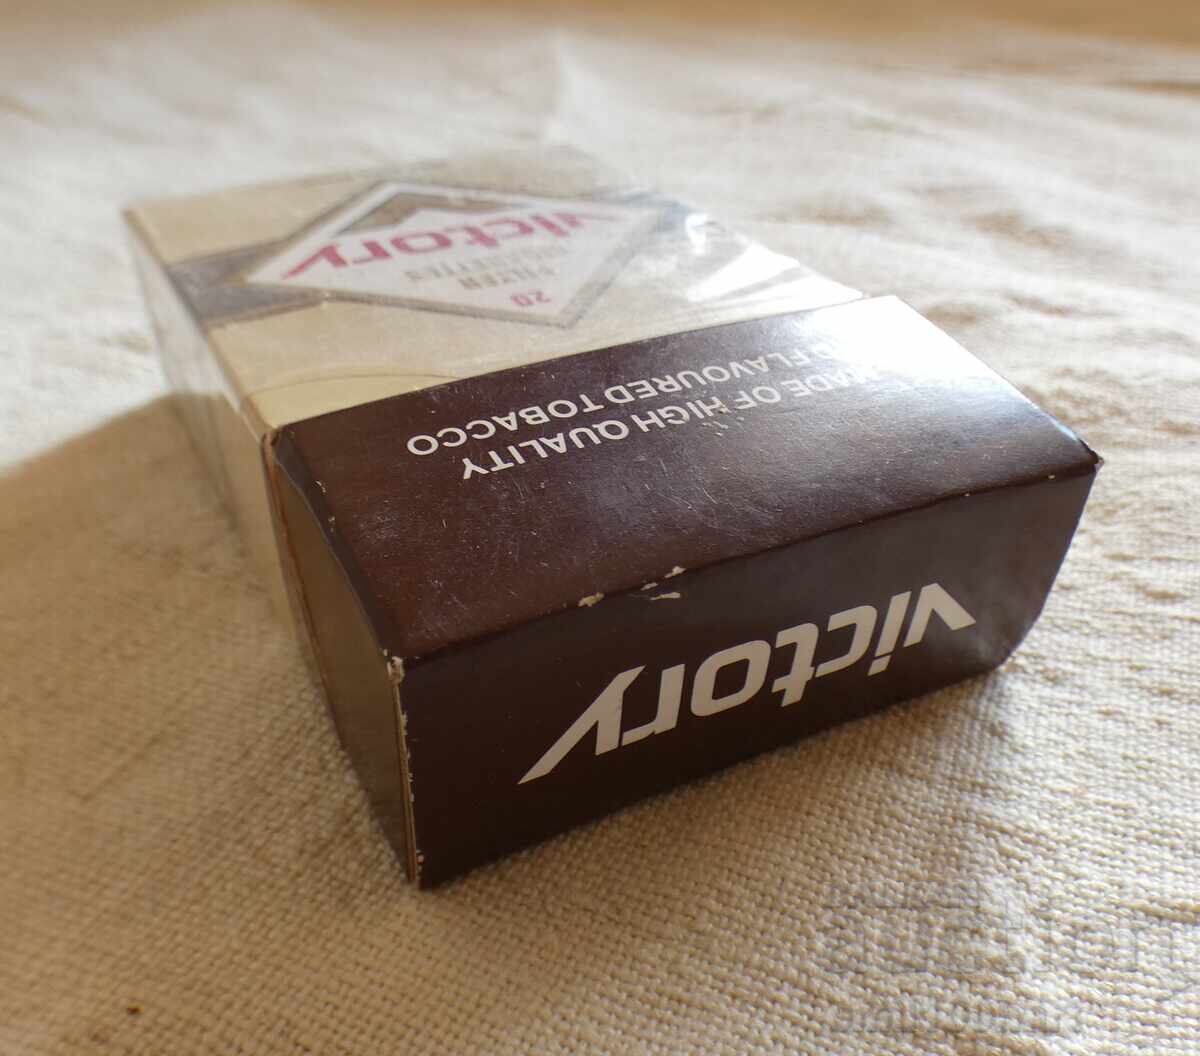 victory
MADE OF HIGH QUALITY
FLAVOURED TOBACCO
20
FILTER
CIGARETTES
victory